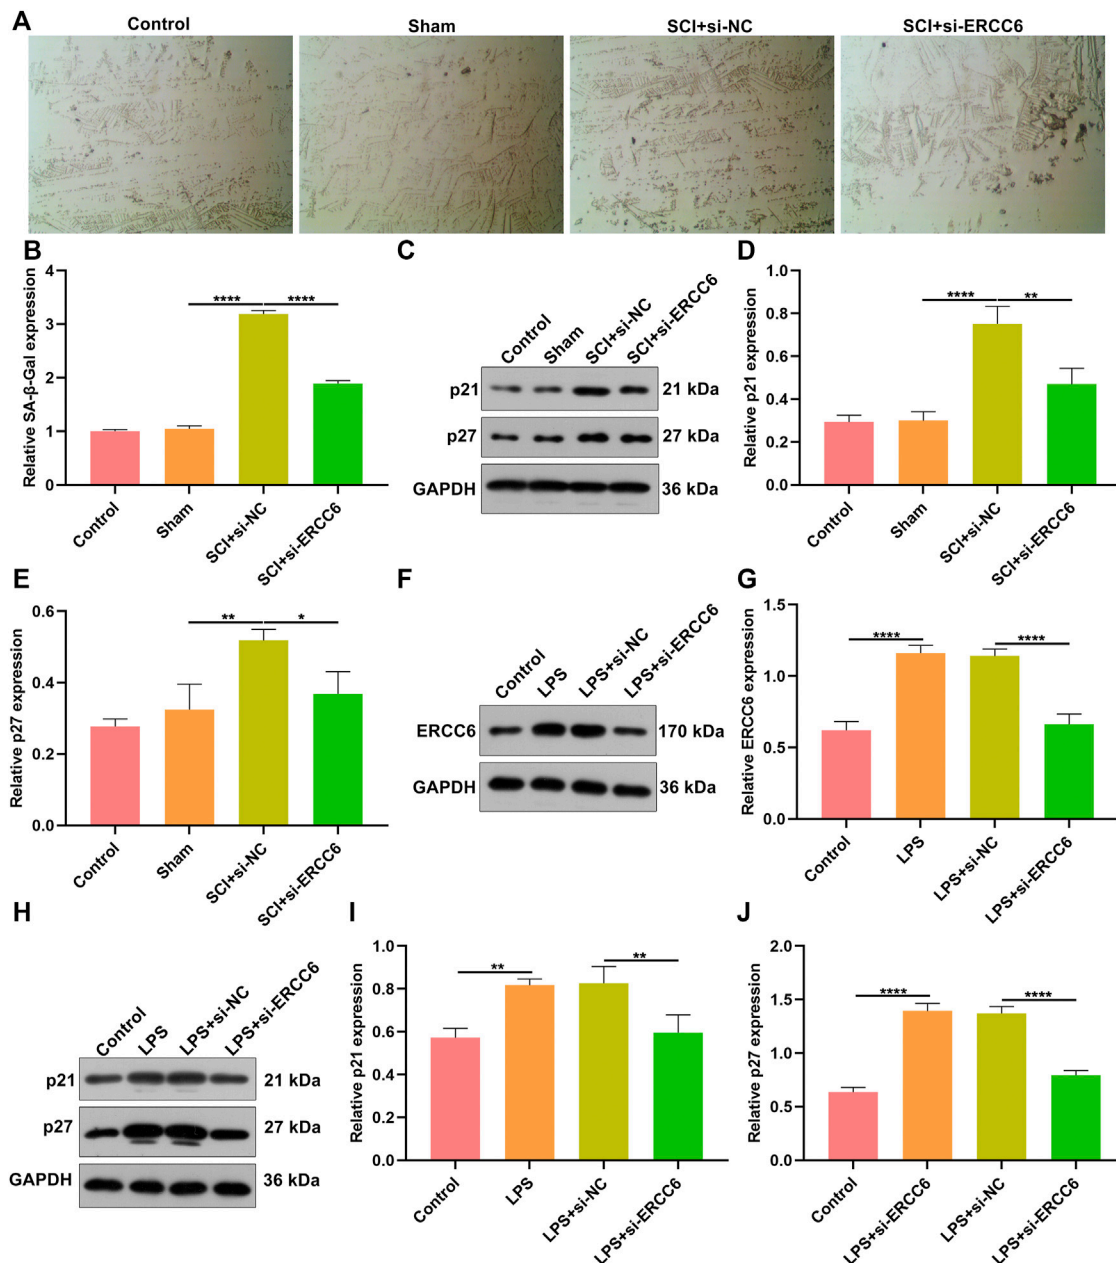 A
Control
Sham
SCI+si-NC
SCI+si-ERCC6
B
Relative SA-β-Gal expression
4
3
2
1
0
**** ****
Control
Sham
SCI+si-NC
SCI+si-ERCC6
C
Control
Sham
SCI+si-NC
SCI+si-ERCC6
p21 21 kDa
p27 27 kDa
GAPDH 36 kDa
D
Relative p21 expression
1.0
0.8
0.6
0.4
0.2
0.0
**** **
Control
Sham
SCI+si-NC
SCI+si-ERCC6
E
Relative p27 expression
0.6
0.4
0.2
0.0
** *
Control
Sham
SCI+si-NC
SCI+si-ERCC6
F
Control
LPS
LPS+si-NC
LPS+si-ERCC6
ERCC6 170 kDa
GAPDH 36 kDa
G
Relative ERCC6 expression
1.5
1.0
0.5
0.0
**** ****
Control
LPS
LPS+si-NC
LPS+si-ERCC6
H
Control
LPS
LPS+si-NC
LPS+si-ERCC6
p21 21 kDa
p27 27 kDa
GAPDH 36 kDa
I
Relative p21 expression
1.0
0.8
0.6
0.4
0.2
0.0
** **
Control
LPS
LPS+si-NC
LPS+si-ERCC6
J
Relative p27 expression
2.0
1.5
1.0
0.5
0.0
**** ****
Control
LPS+si-ERCC6
LPS+si-NC
LPS+si-ERCC6